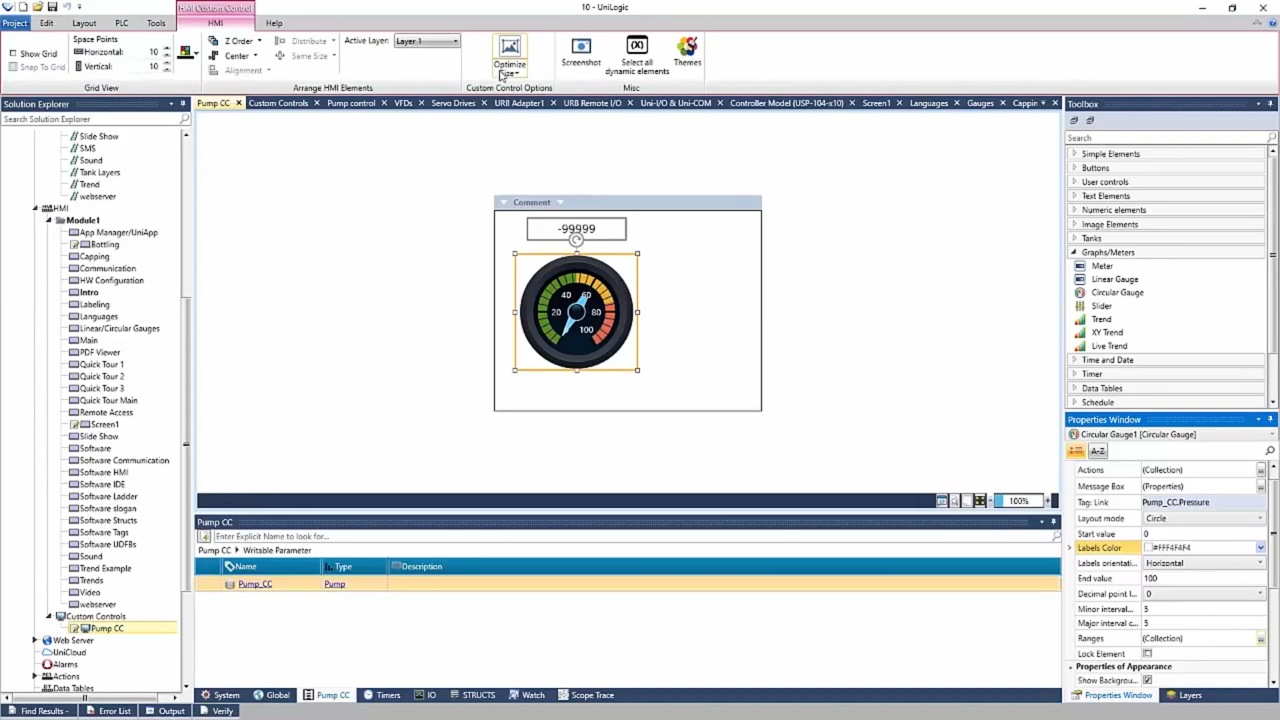 10 - UniLogic
HMI Custom Control
Project
Edit
Layout
PLC
Tools
HMI
Help
Show Grid
Snap To Grid
Space Points
Horizontal: 10
Vertical: 10
Grid View
Z Order
Center
Alignment
Distribute
Same Size
Active Layer: Layer 1
Arrange HMI Elements
Optimize
Size
Custom Control Options
Screenshot
Select all
dynamic elements
Themes
Misc
Solution Explorer
Search Solution Explorer
Slide Show
SMS
Sound
Tank Layers
Trend
webserver
HMI
Module1
App Manager/UniApp
Bottling
Capping
Communication
HW Configuration
Intro
Labeling
Languages
Linear/Circular Gauges
Main
PDF Viewer
Quick Tour 1
Quick Tour 2
Quick Tour 3
Quick Tour Main
Remote Access
Screen1
Slide Show
Software
Software Communication
Software HMI
Software IDE
Software Ladder
Software slogan
Software Structs
Software Tags
Software UDFBs
Sound
Trend Example
Trends
Video
webserver
Custom Controls
Pump CC
Web Server
UniCloud
Alarms
Actions
Data Tables
Pump CC
Custom Controls
Pump control
VFDs
Servo Drives
URB Adapter1
URB Remote I/O
Uni-I/O & Uni-COM
Controller Model (USP-104-x10)
Screen1
Languages
Gauges
Cappin
Comment
-99999
20
40
60
80
100
100%
Pump CC
Enter Explicit Name to look for...
Pump CC
Writable Parameter
Name
Type
Description
Pump_CC
Pump
System
Global
Pump CC
Timers
IO
STRUCTS
Watch
Scope Trace
Toolbox
Search
Simple Elements
Buttons
User controls
Text Elements
Numeric elements
Image Elements
Tanks
Graphs/Meters
Meter
Linear Gauge
Circular Gauge
Slider
Trend
XY Trend
Live Trend
Time and Date
Timer
Data Tables
Schedule
Properties Window
Circular Gauge1 [Circular Gauge]
A-Z
Actions (Collection)
Message Box (Properties)
Tag: Link Pump_CC.Pressure
Layout mode Circle
Start value 0
Labels Color #FFF4F4F4
Labels orientati... Horizontal
End value 100
Decimal point l... 0
Minor interval... 5
Major interval c... 5
Ranges (Collection)
Lock Element
Properties of Appearance
Show Backgrou...
Properties Window
Layers
Find Results -
Error List
Output
Verify